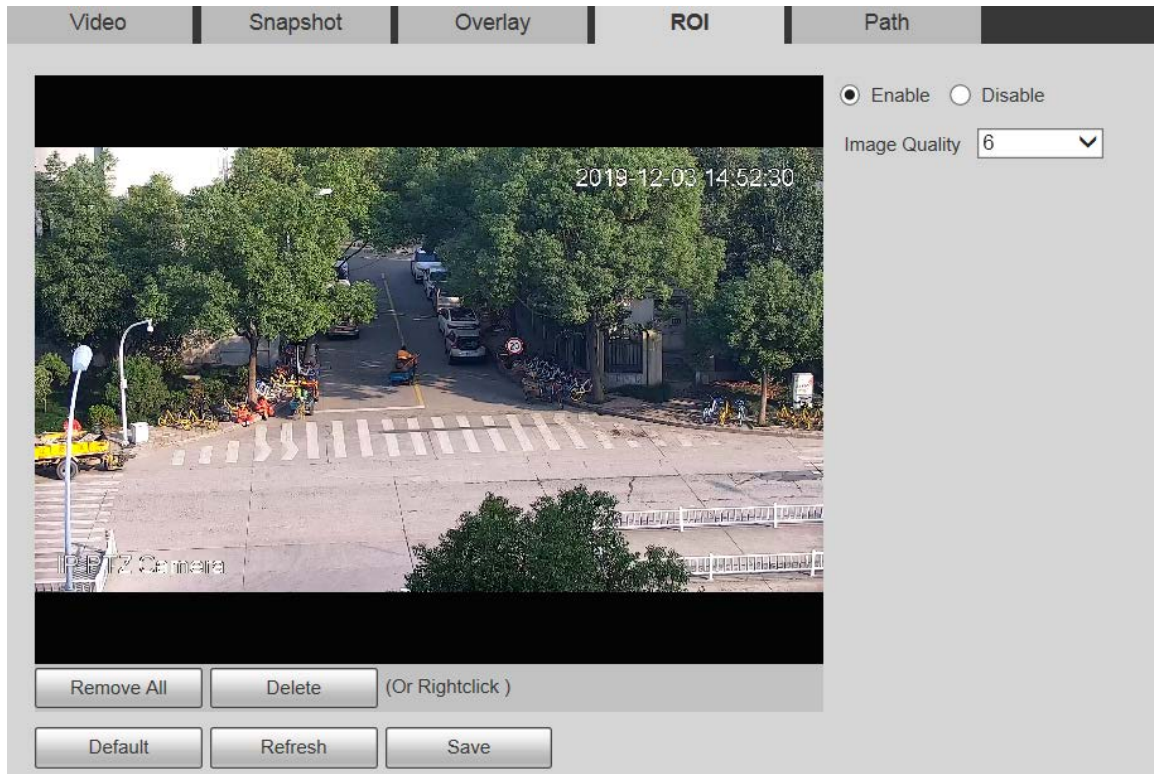 Video Snapshot Overlay ROI Path
Enable Disable
Image Quality 6
2019-12-03 14:52:30
20
IP PTZ Camera
Remove All Delete (Or Rightclick )
Default Refresh Save